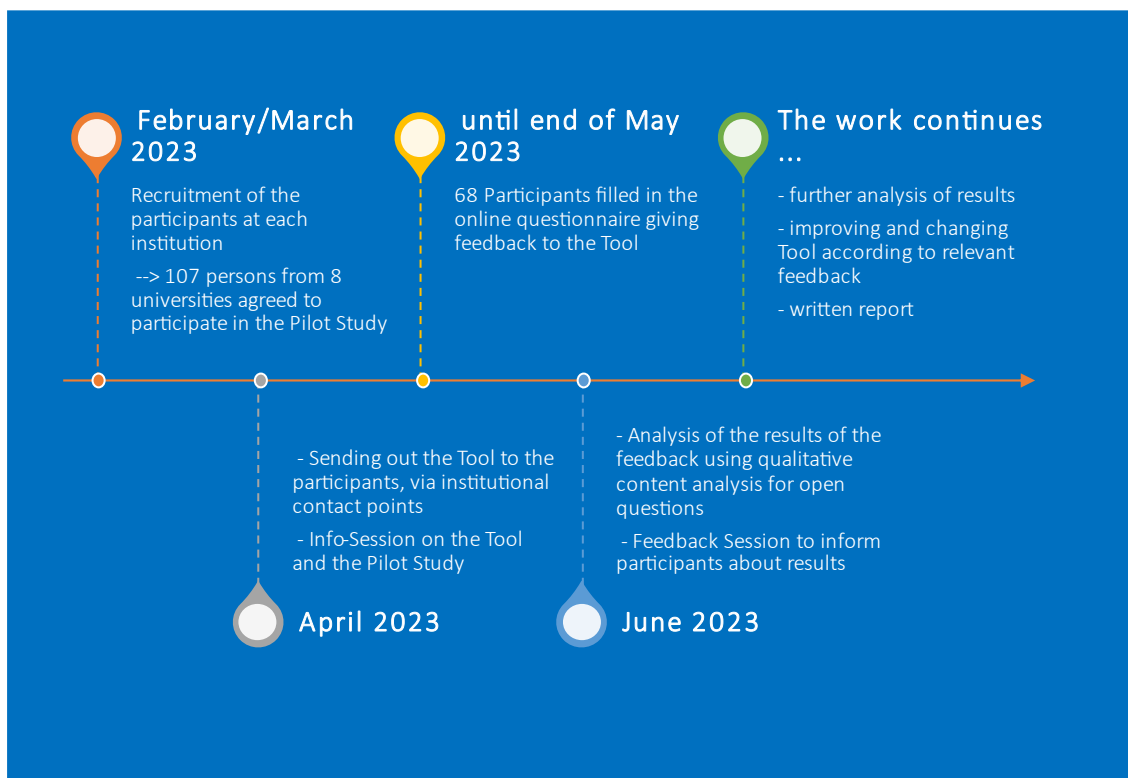 February/March
2023
Recruitment of the
participants at each
institution
--> 107 persons from 8
universities agreed to
participate in the Pilot Study
- Sending out the Tool to the
participants, via institutional
contact points
- Info-Session on the Tool
and the Pilot Study
April 2023
until end of May
2023
68 Participants filled in the
online questionnaire giving
feedback to the Tool
- Analysis of the results of the
feedback using qualitative
content analysis for open
questions
- Feedback Session to inform
participants about results
June 2023
The work continues
...
- further analysis of results
- improving and changing
Tool according to relevant
feedback
- written report